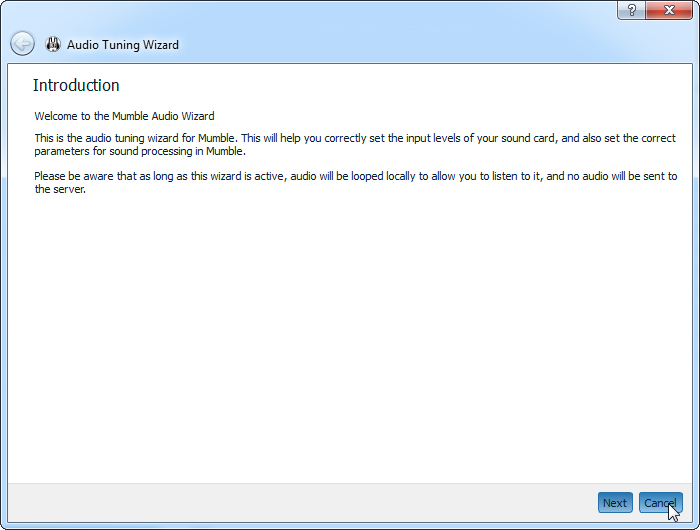 ?
Audio Tuning Wizard
Introduction
Welcome to the Mumble Audio Wizard
This is the audio tuning wizard for Mumble. This will help you correctly set the input levels of your sound card, and also set the correct
parameters for sound processing in Mumble.
Please be aware that as long as this wizard is active, audio will be looped locally to allow you to listen to it, and no audio will be sent to
the server.
Next Cancel